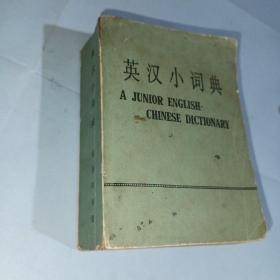 英汉小词典
A JUNIOR ENGLISH-
CHINESE DICTIONARY